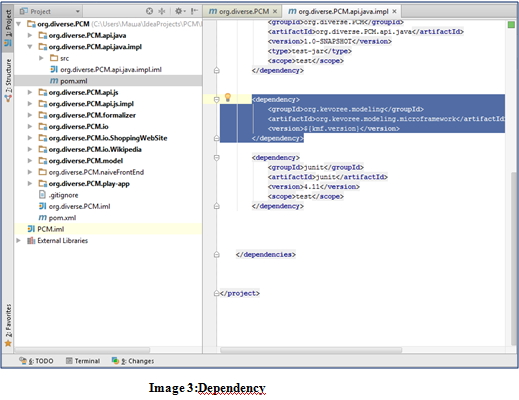 1: Project
Project
org.diverse.PCM
org.diverse.PCM.api.java.impl
org.diverse.PCM (C:\Users\Маша\IdeaProjects\PCM\
org.diverse.PCM.api.java
org.diverse.PCM.api.java.impl
src
org.diverse.PCM.api.java.impl.iml
pom.xml
org.diverse.PCM.api.js
org.diverse.PCM.api.js.impl
org.diverse.PCM.formalizer
org.diverse.PCM.io
org.diverse.PCM.io.ShoppingWebSite
org.diverse.PCM.io.Wikipedia
org.diverse.PCM.model
org.diverse.PCM.naiveFrontEnd
org.diverse.PCM.play-app
.gitignore
org.diverse.PCM.iml
pom.xml
PCM.iml
External Libraries
7: Structure
2: Favorites
<groupId>org.diverse.PCM</groupId>
<artifactId>org.diverse.PCM.api.java</artifactId>
<version>1.0-SNAPSHOT</version>
<type>test-jar</type>
<scope>test</scope>
</dependency>
<dependency>
<groupId>org.kevoree.modeling</groupId>
<artifactId>org.kevoree.modeling.microframework</artifactId
<version>${kmf.version}</version>
</dependency>
<dependency>
<groupId>junit</groupId>
<artifactId>junit</artifactId>
<version>4.11</version>
<scope>test</scope>
</dependency>
</dependencies>
</project>
6: TODO
Terminal
9: Changes
Image 3:Dependency